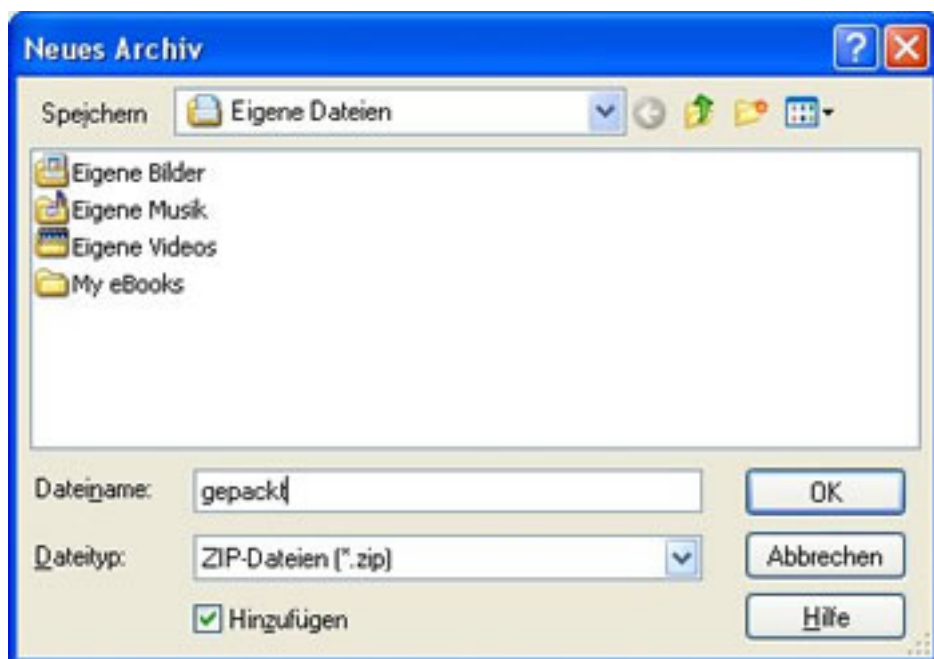 Neues Archiv
Speichern Eigene Dateien
Eigene Bilder
Eigene Musik
Eigene Videos
My eBooks
Dateiname: gepackt OK
Dateityp: ZIP-Dateien (*.zip) Abbrechen
Hinzufügen Hilfe